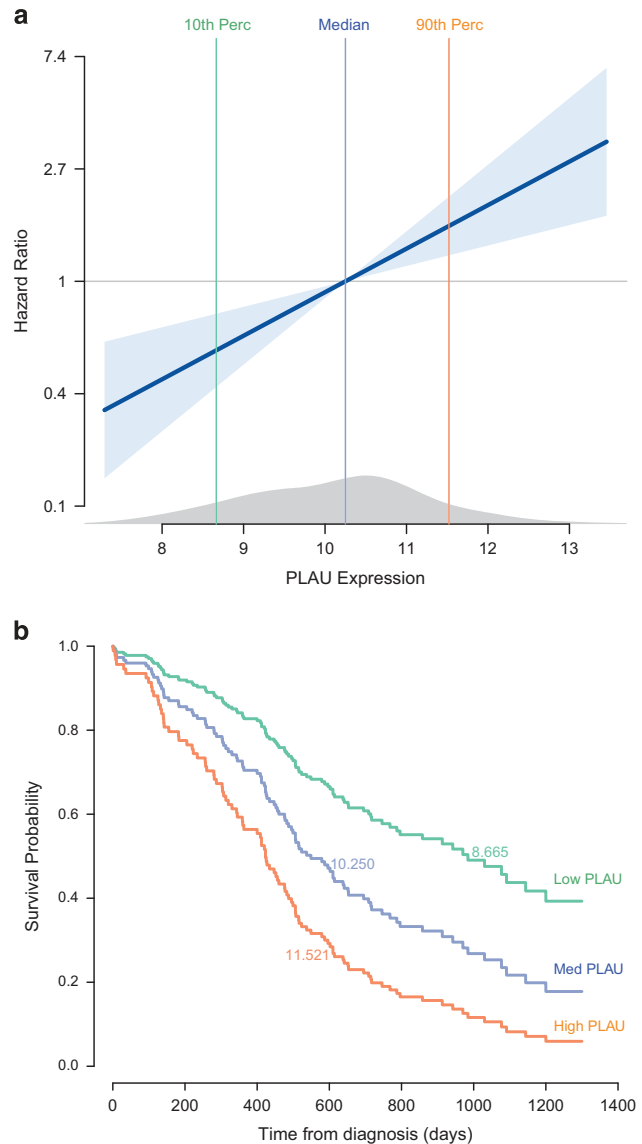 a
10th Perc Median 90th Perc
7.4
2.7
1
0.4
0.1
Hazard Ratio
8 9 10 11 12 13
PLAU Expression
b
1.0
0.8
0.6
0.4
0.2
0.0
Survival Probability
8.665
10.250
11.521
Low PLAU
Med PLAU
High PLAU
0 200 400 600 800 1000 1200 1400
Time from diagnosis (days)